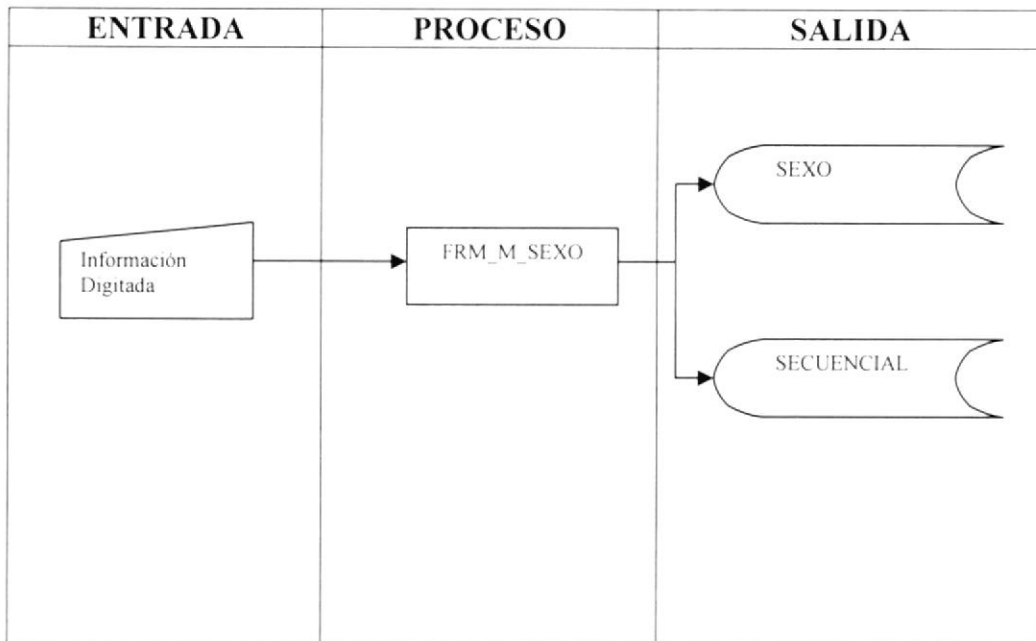 ENTRADA
PROCESO
SALIDA
Información
Digitada
FRM_M_SEXO
SEXO
SECUENCIAL